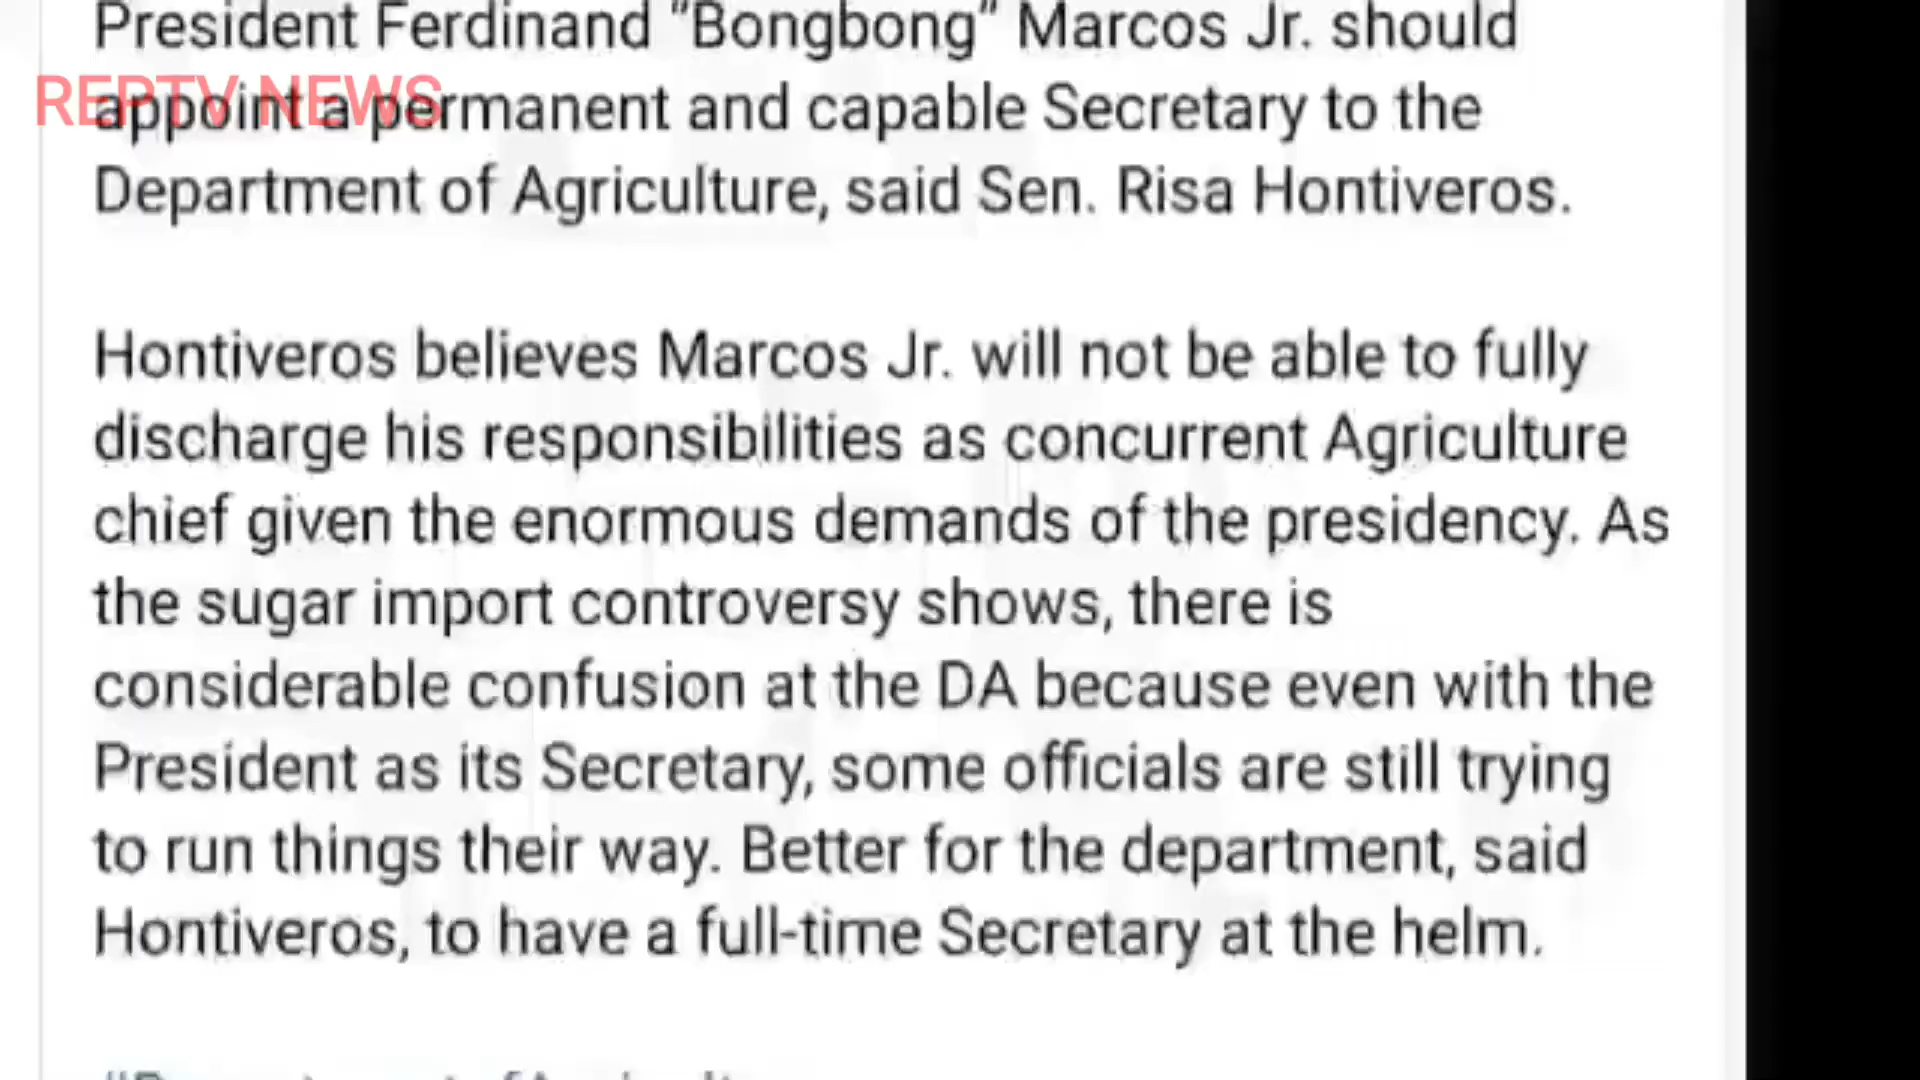 President Ferdinand "Bongbong" Marcos Jr. should
REPTV NEWS
appoint a permanent and capable Secretary to the
Department of Agriculture, said Sen. Risa Hontiveros.
Hontiveros believes Marcos Jr. will not be able to fully
discharge his responsibilities as concurrent Agriculture
chief given the enormous demands of the presidency. As
the sugar import controversy shows, there is
considerable confusion at the DA because even with the
President as its Secretary, some officials are still trying
to run things their way. Better for the department, said
Hontiveros, to have a full-time Secretary at the helm.